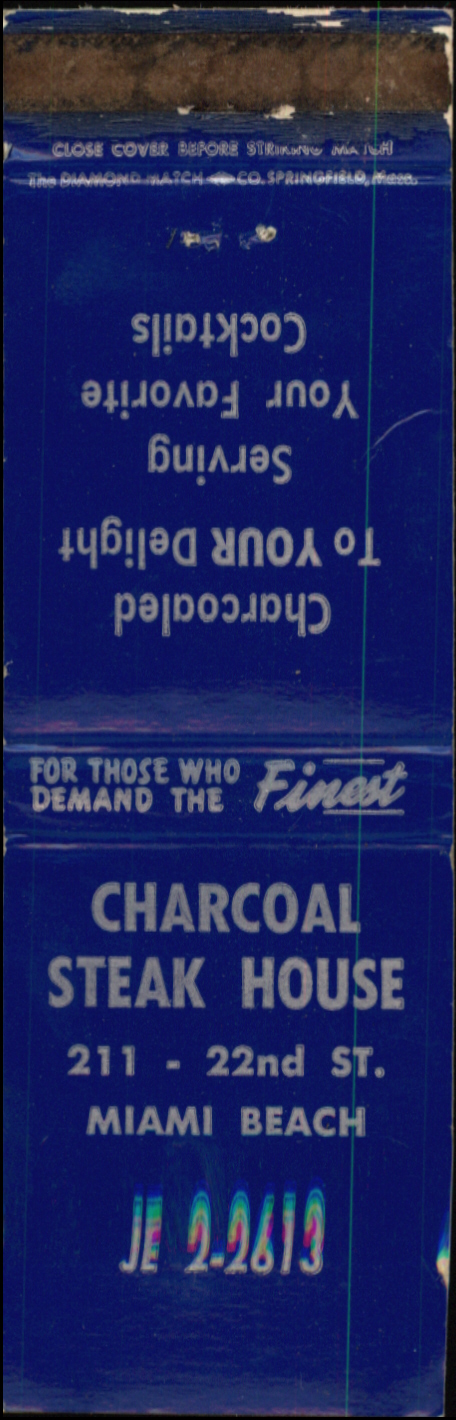 CLOSE COVER BEFORE STRIKING MATCH
The DIAMOND MATCH CO. SPRINGFIELD, Mass.
Charcoaled
To YOUR Delight
Serving
Your Favorite
Cocktails
FOR THOSE WHO
DEMAND THE Finest
CHARCOAL
STEAK HOUSE
211 - 22nd ST.
MIAMI BEACH
JE 2-2613